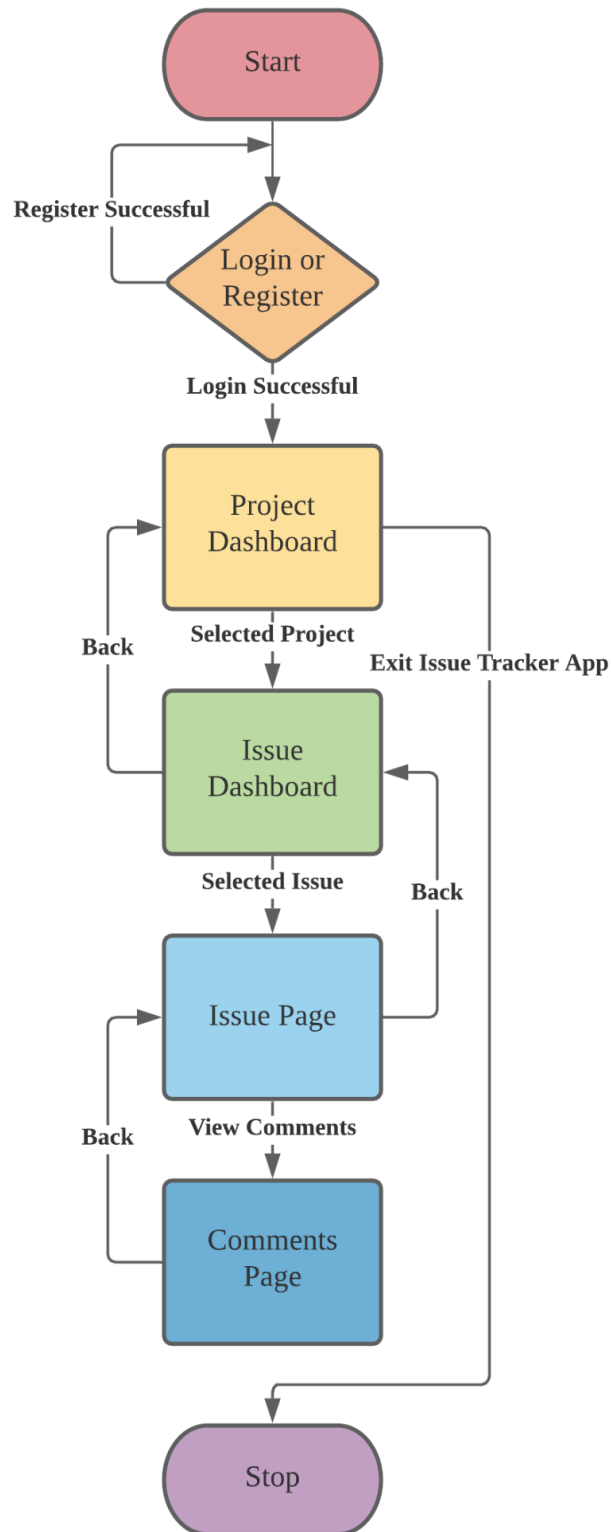 Start
Register Successful
Login or
Register
Login Successful
Project
Dashboard
Selected Project
Back
Exit Issue Tracker App
Issue
Dashboard
Selected Issue
Back
Issue Page
View Comments
Back
Comments
Page
Stop